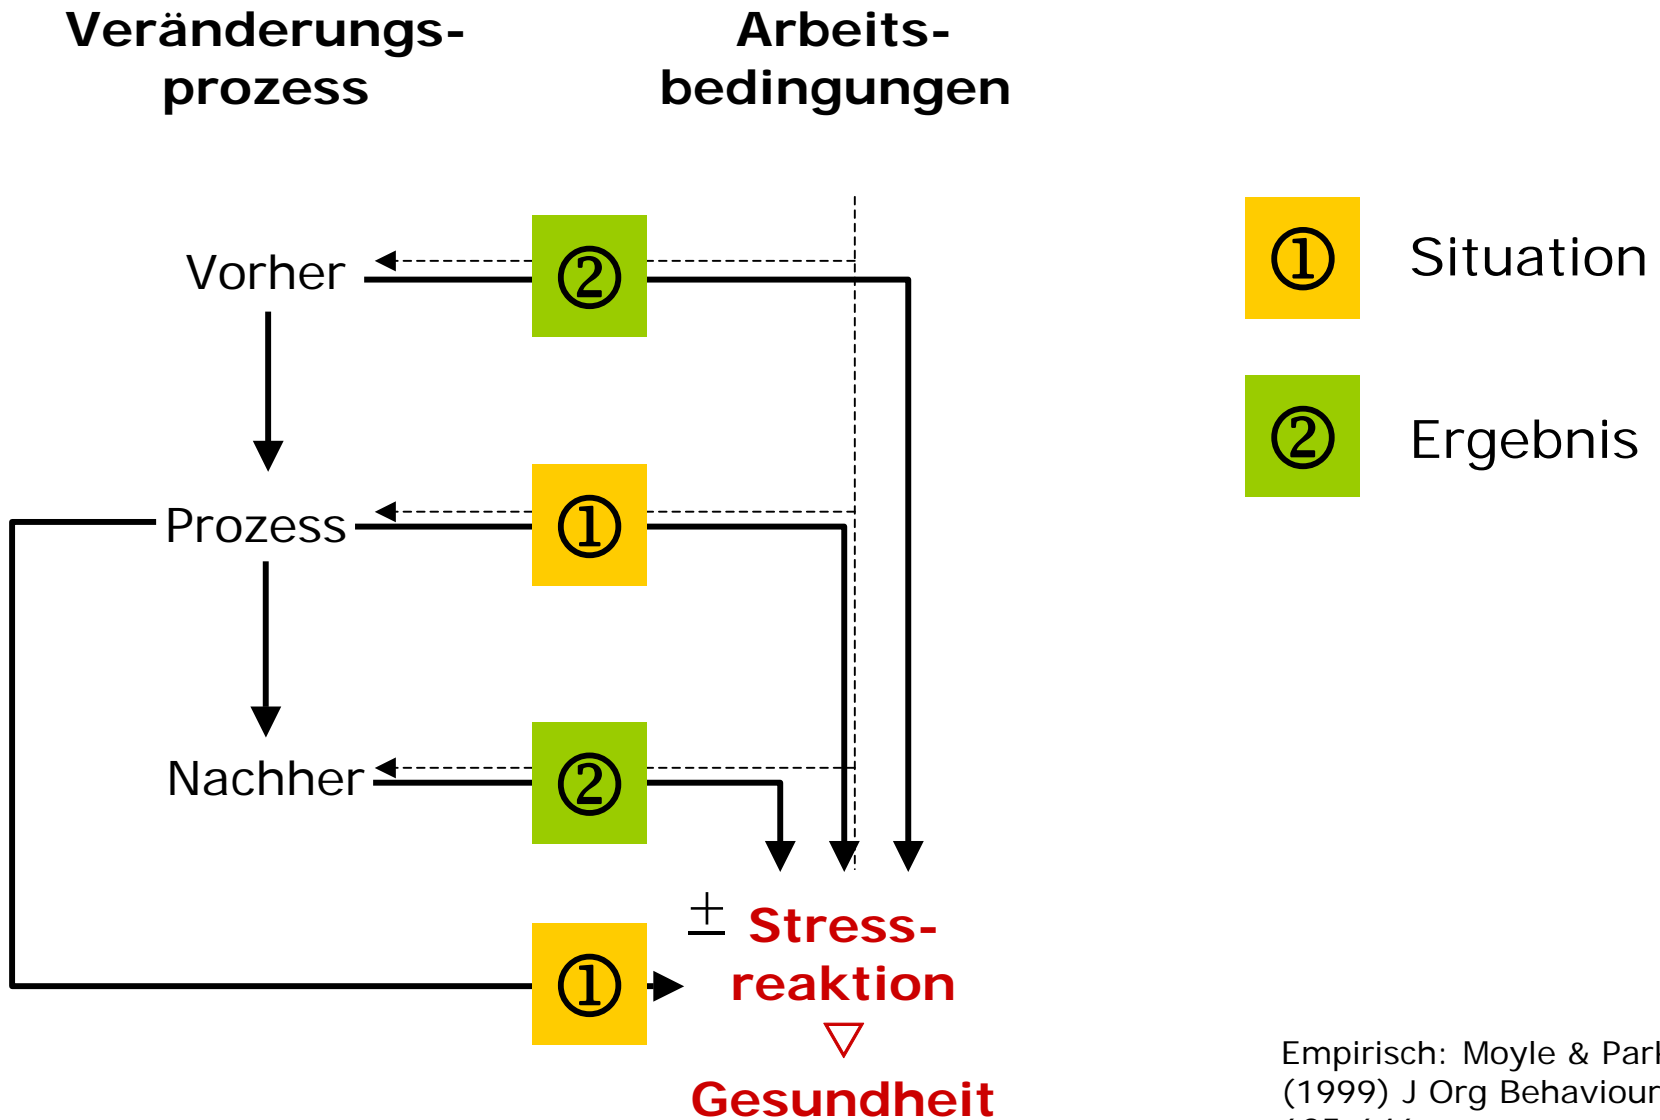 Veränderungs-
prozess
Arbeits-
bedingungen
Vorher
②
①
Situation
②
Ergebnis
Prozess
①
Nachher
②
±
Stress-
reaktion
①
Gesundheit
Empirisch: Moyle &
(1999) J Org Behaviour